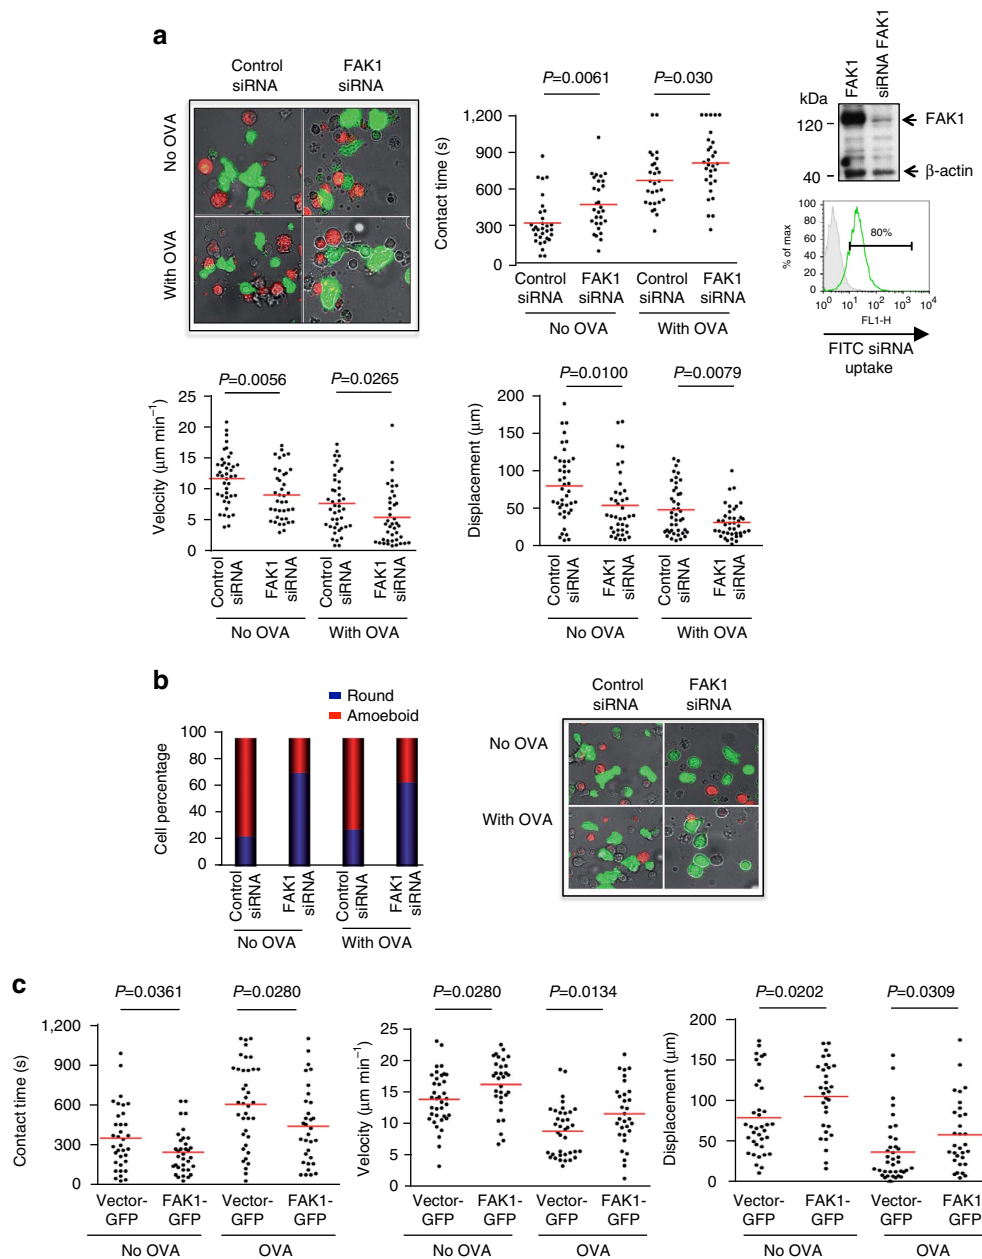 a
Control siRNA
FAK1 siRNA
No OVA
With OVA
P=0.0061
P=0.030
Contact time (s)
1,200
900
600
300
0
Control siRNA
FAK1 siRNA
Control siRNA
FAK1 siRNA
No OVA
With OVA
FAK1
siRNA FAK1
kDa
120
40
FAK1
β-actin
% of max
100
80
60
40
20
0
80%
10⁰ 10¹ 10² 10³ 10⁴
FL1-H
FITC siRNA
uptake
P=0.0056
P=0.0265
Velocity (μm min⁻¹)
25
20
15
10
5
0
Control siRNA
FAK1 siRNA
Control siRNA
FAK1 siRNA
No OVA
With OVA
P=0.0100
P=0.0079
Displacement (μm)
200
150
100
50
0
Control siRNA
FAK1 siRNA
Control siRNA
FAK1 siRNA
No OVA
With OVA
b
Round
Amoeboid
Cell percentage
100
80
60
40
20
0
Control siRNA
FAK1 siRNA
Control siRNA
FAK1 siRNA
No OVA
With OVA
Control siRNA
FAK1 siRNA
No OVA
With OVA
c
P=0.0361
P=0.0280
Contact time (s)
1,200
900
600
300
0
Vector-GFP
FAK1-GFP
Vector-GFP
FAK1-GFP
No OVA
OVA
P=0.0280
P=0.0134
Velocity (μm min⁻¹)
25
20
15
10
5
0
Vector-GFP
FAK1-GFP
Vector-GFP
FAK1-GFP
No OVA
OVA
P=0.0202
P=0.0309
Displacement (μm)
200
150
100
50
0
Vector-GFP
FAK1-GFP
Vector-GFP
FAK1 GFP
No OVA
OVA